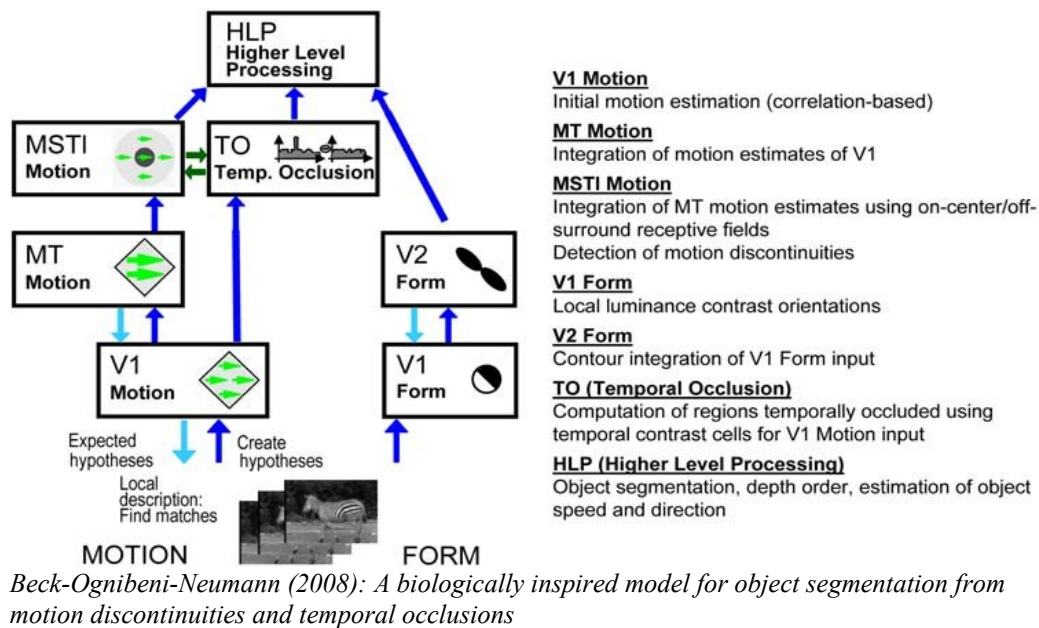 HLP
Higher Level
Processing
MSTl
Motion
TO
Temp. Occlusion
MT
Motion
V2
Form
V1
Motion
V1
Form
Expected
hypotheses
Create
hypotheses
Local
description:
Find matches
MOTION
FORM
V1 Motion
Initial motion estimation (correlation-based)
MT Motion
Integration of motion estimates of V1
MSTl Motion
Integration of MT motion estimates using on-center/off-
surround receptive fields
Detection of motion discontinuities
V1 Form
Local luminance contrast orientations
V2 Form
Contour integration of V1 Form input
TO (Temporal Occlusion)
Computation of regions temporally occluded using
temporal contrast cells for V1 Motion input
HLP (Higher Level Processing)
Object segmentation, depth order, estimation of object
speed and direction
Beck-Ognibeni-Neumann (2008): A biologically inspired model for object segmentation from
motion discontinuities and temporal occlusions